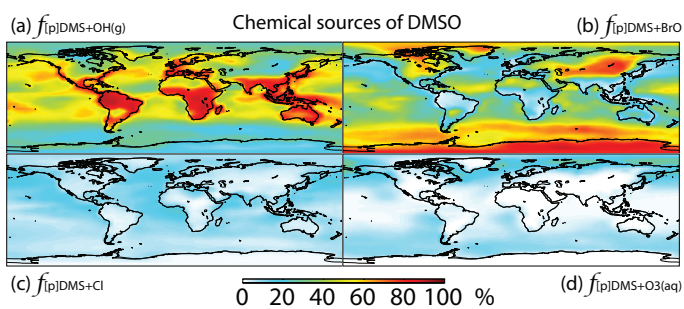 (a) f[p]DMS+OH(g) Chemical sources of DMSO (b) f[p]DMS+BrO
(c) f[p]DMS+Cl 0 20 40 60 80 100 % (d) f[p]DMS+O3(aq)